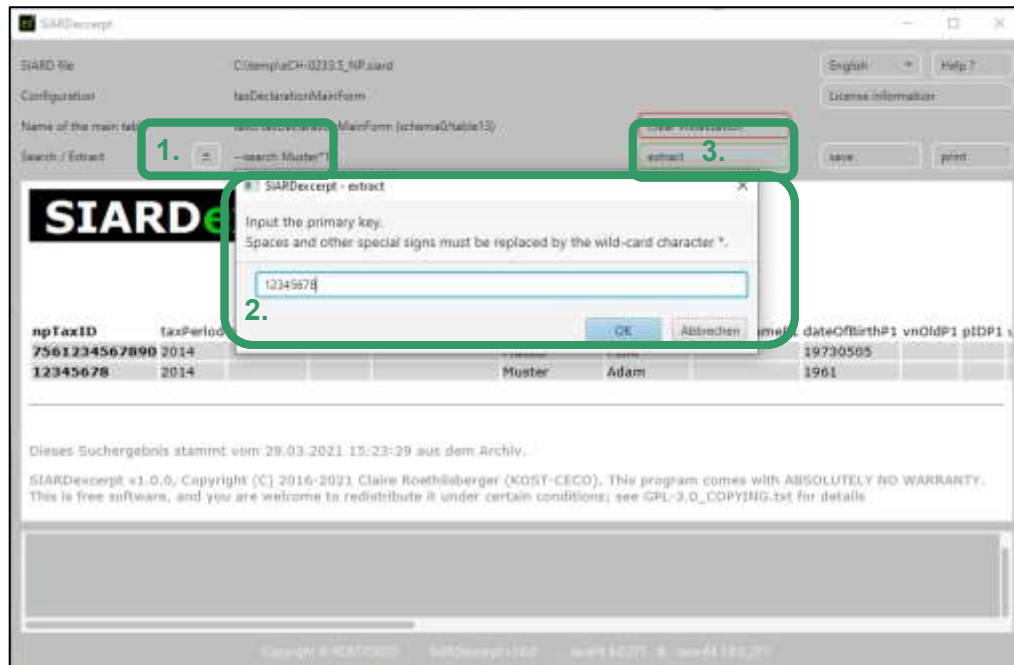 SIARDexcerpt
SIARD file C:\temp\eCH-0233.5_NP.siard English Help ?
Configuration taxDeclarationMainForm License information
Name of the main table (schema0/table13)
Search / Extract 1. --search Muster*1 extract 3. save print
SIARDexcerpt - extract
SIARDe
Input the primary key.
Spaces and other special signs must be replaced by the wild-card character *.
12345678
2.
OK Abbrechen
npTaxID taxPeriod dateOfBirthP1 vnOldP1 pIDP1
7561234567890 2014 19730505
12345678 2014 Muster Adam 1961
Dieses Suchergebnis stammt vom 29.03.2021 15:23:29 aus dem Archiv.
SIARDexcerpt v1.0.0, Copyright (C) 2016-2021 Claire Roethlisberger (KOST-CECO). This program comes with ABSOLUTELY NO WARRANTY.
This is free software, and you are welcome to redistribute it under certain conditions; see GPL-3.0_COPYING.txt for details